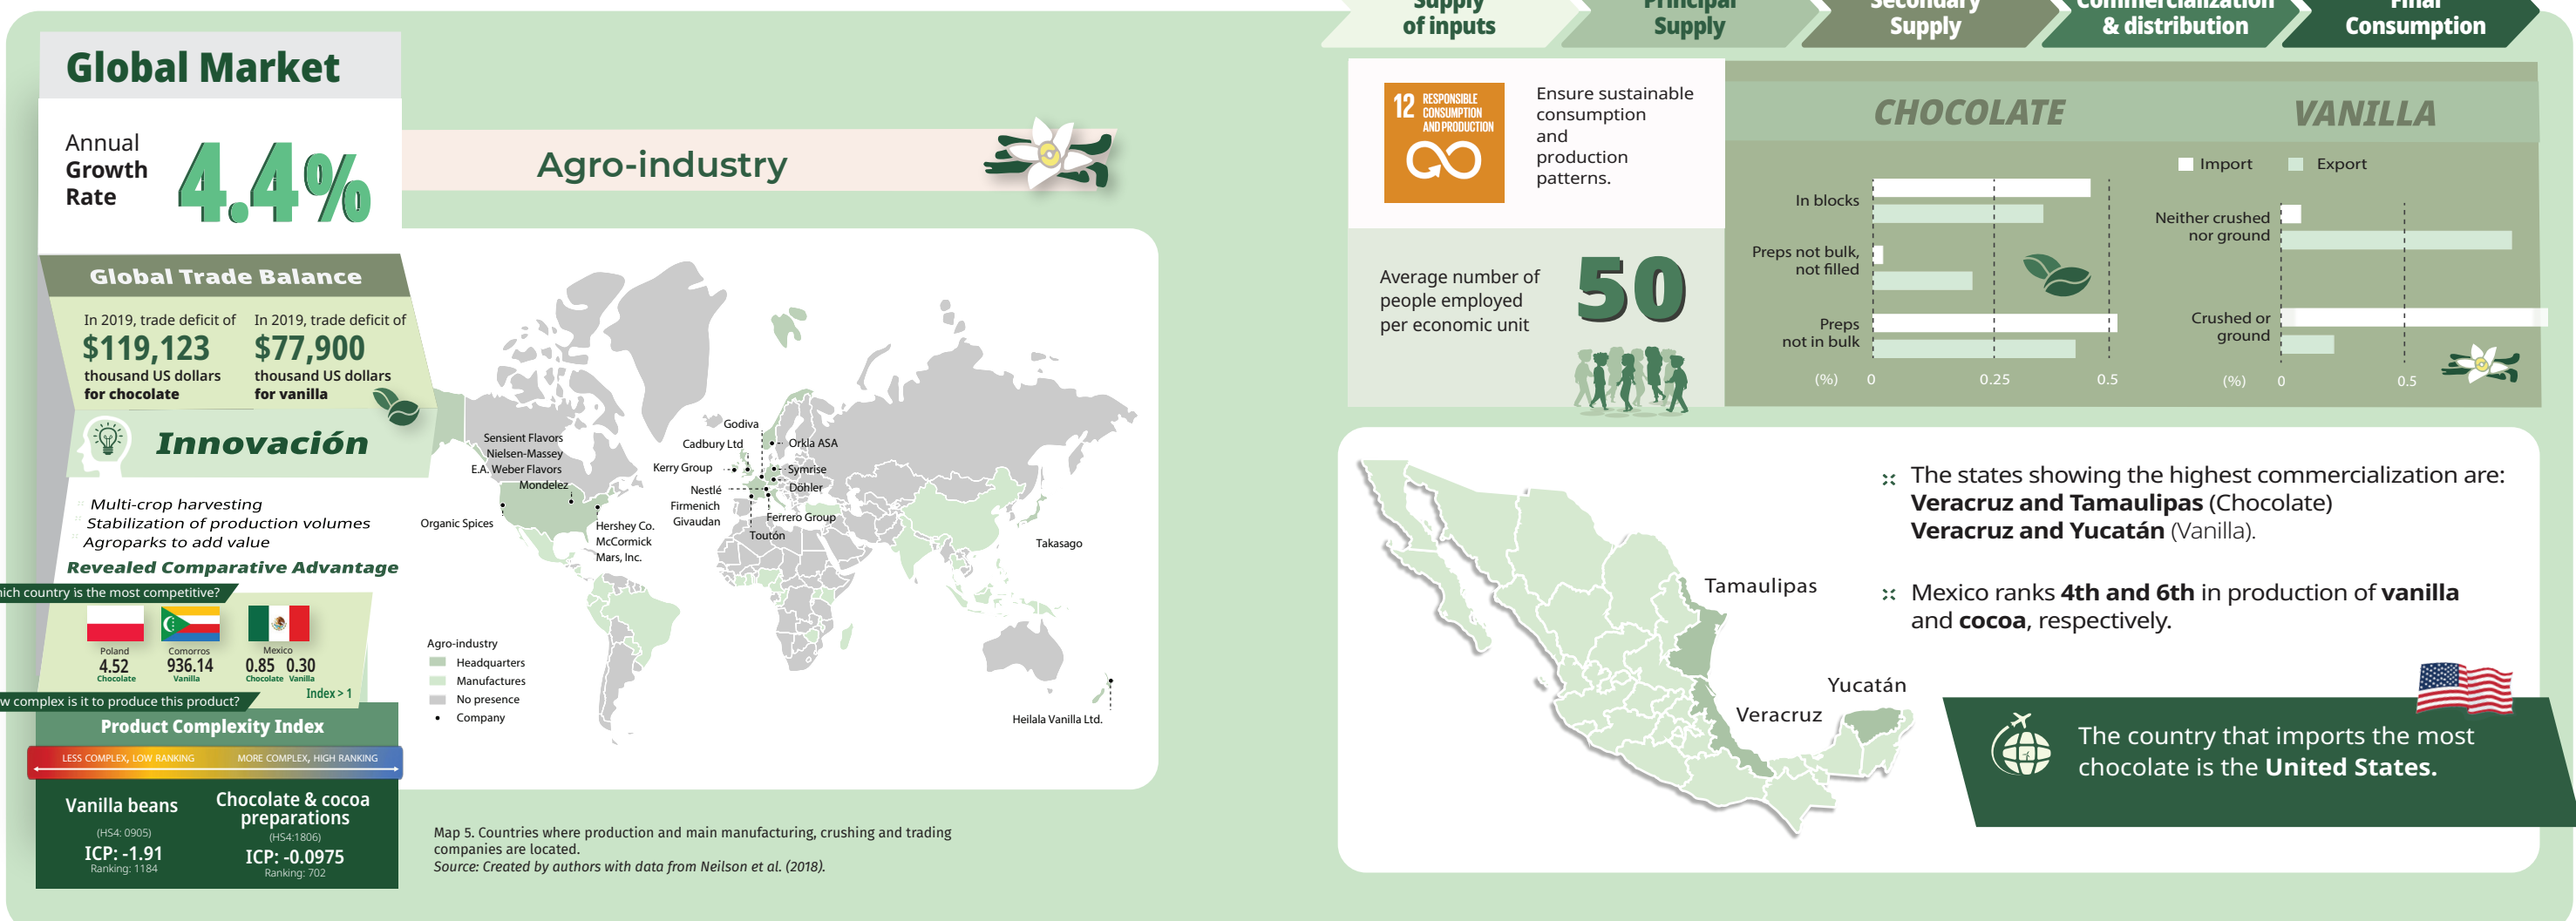 Global Market
Annual
Growth
Rate
4.4%
Agro-industry
Global Trade Balance
In 2019, trade deficit of
$119,123
thousand US dollars
for chocolate
In 2019, trade deficit of
$77,900
thousand US dollars
for vanilla
Innovación
Multi-crop harvesting
Stabilization of production volumes
Agroparks to add value
Revealed Comparative Advantage
country is the most competitive?
Poland
4.52
Chocolate
Comorros
936.14
Vanilla
Mexico
0.85 0.30
Chocolate Vanilla
Index > 1
complex is it to produce this product?
Product Complexity Index
LESS COMPLEX, LOW RANKING
MORE COMPLEX, HIGH RANKING
Vanilla beans
(HS4: 0905)
ICP: -1.91
Ranking: 1184
Chocolate & cocoa
preparations
(HS4:1806)
ICP: -0.0975
Ranking: 702
Sensient Flavors
Nielsen-Massey
E.A. Weber Flavors
Mondelez
Organic Spices
Hershey Co.
McCormick
Mars, Inc.
Godiva
Cadbury Ltd
Kerry Group
Nestlé
Firmenich
Givaudan
Orkla ASA
Symrise
Döhler
Ferrero Group
Touton
Takasago
Heilala Vanilla Ltd.
Agro-industry
Headquarters
Manufactures
No presence
Company
Map 5. Countries where production and main manufacturing, crushing and trading
companies are located.
Source: Created by authors with data from Neilson et al. (2018).
Supply
of inputs
Principal
Supply
Secondary
Supply
Commercialization
& distribution
Final
Consumption
12 RESPONSIBLE
CONSUMPTION
AND PRODUCTION
Ensure sustainable
consumption
and
production
patterns.
Average number of
people employed
per economic unit
50
CHOCOLATE
VANILLA
Import
Export
In blocks
Preps not bulk,
not filled
Preps
not in bulk
(%) 0 0.25 0.5
Neither crushed
nor ground
Crushed or
ground
(%) 0 0.5
The states showing the highest commercialization are:
Veracruz and Tamaulipas (Chocolate)
Veracruz and Yucatán (Vanilla).
Mexico ranks 4th and 6th in production of vanilla
and cocoa, respectively.
Tamaulipas
Yucatán
Veracruz
The country that imports the most
chocolate is the United States.